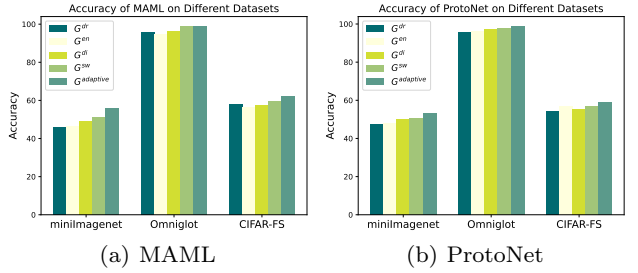 Accuracy of MAML on Different Datasets
Accuracy
100
80
60
40
20
0
G^dr
G^en
G^di
G^sw
G^adaptive
miniImagenet Omniglot CIFAR-FS
(a) MAML
Accuracy of ProtoNet on Different Datasets
Accuracy
100
80
60
40
20
0
G^dr
G^en
G^di
G^sw
G^adaptive
miniImagenet Omniglot CIFAR-FS
(b) ProtoNet